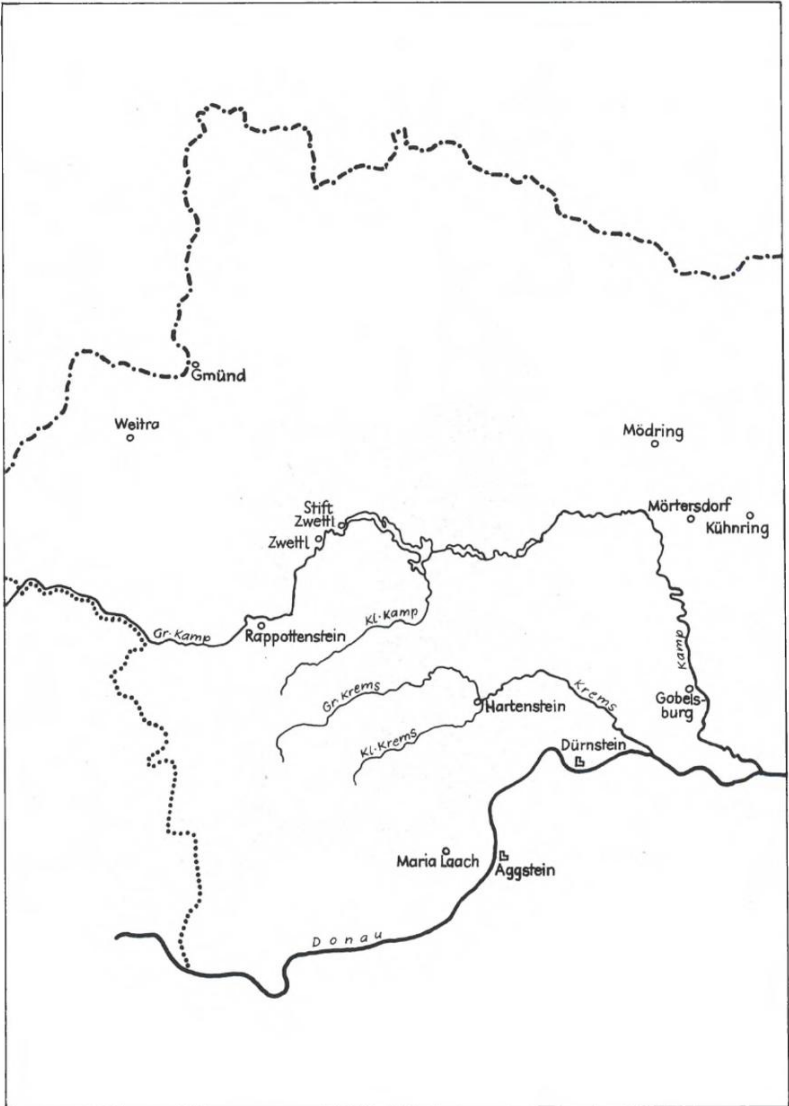 Gmünd
Weitra
Mödring
Stift
Zwettl
Zwettl
Mörtersdorf
Kühnring
Gr.Kamp
Rappottenstein
Kl.Kamp
Kamp
Gr.Krems
Hartenstein
Krems
Gobels-
burg
Kl.Krems
Dürnstein
Maria Laach
Aggstein
Donau